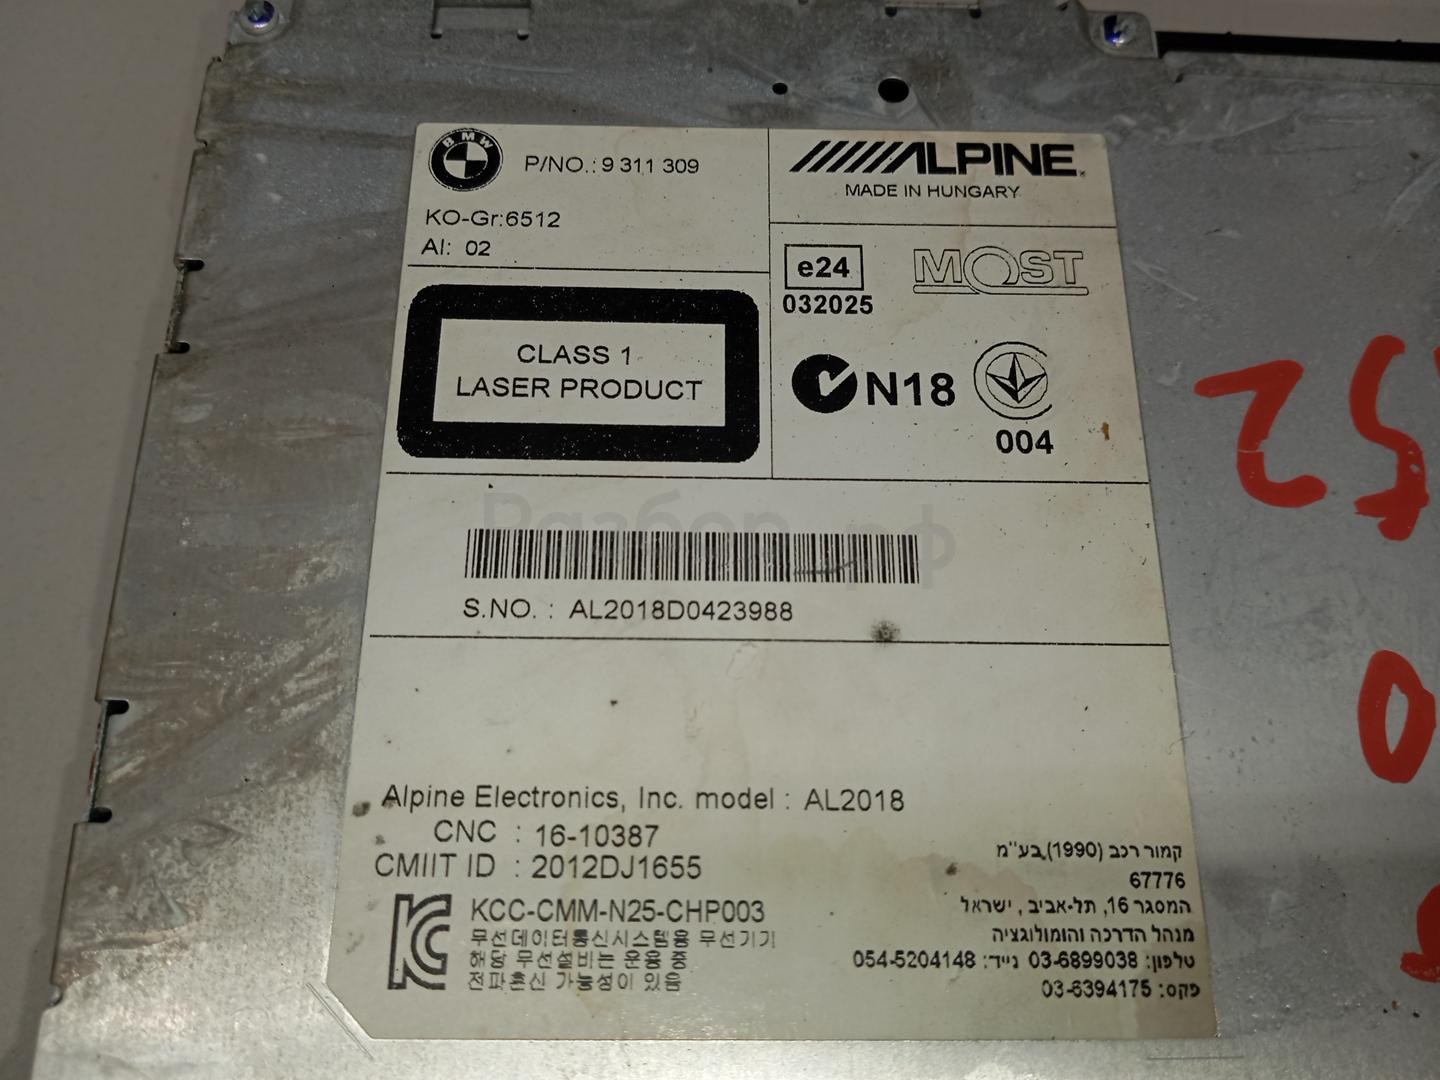 BMW
P/NO.: 9 311 309
KO-Gr:6512
AI: 02
ALPINE
MADE IN HUNGARY
e24
032025
MOST
CLASS 1
LASER PRODUCT
N18
004
Разбор.рф
S.NO. : AL2018D0423988
Alpine Electronics, Inc. model : AL2018
CNC : 16-10387
CMIIT ID : 2012DJ1655
KCC-CMM-N25-CHP003
무선데이터통신시스템용 무선기기
해당 무선설비는 운용 중
전파혼신 가능성이 있음
קמור רכב (1990) בע"מ
67776
המסגר 16, תל-אביב, ישראל
מנהל הדרכה והומולוגציה
טלפון: 03-6899038 נייד: 054-5204148
פקס: 03-6394175
52
0